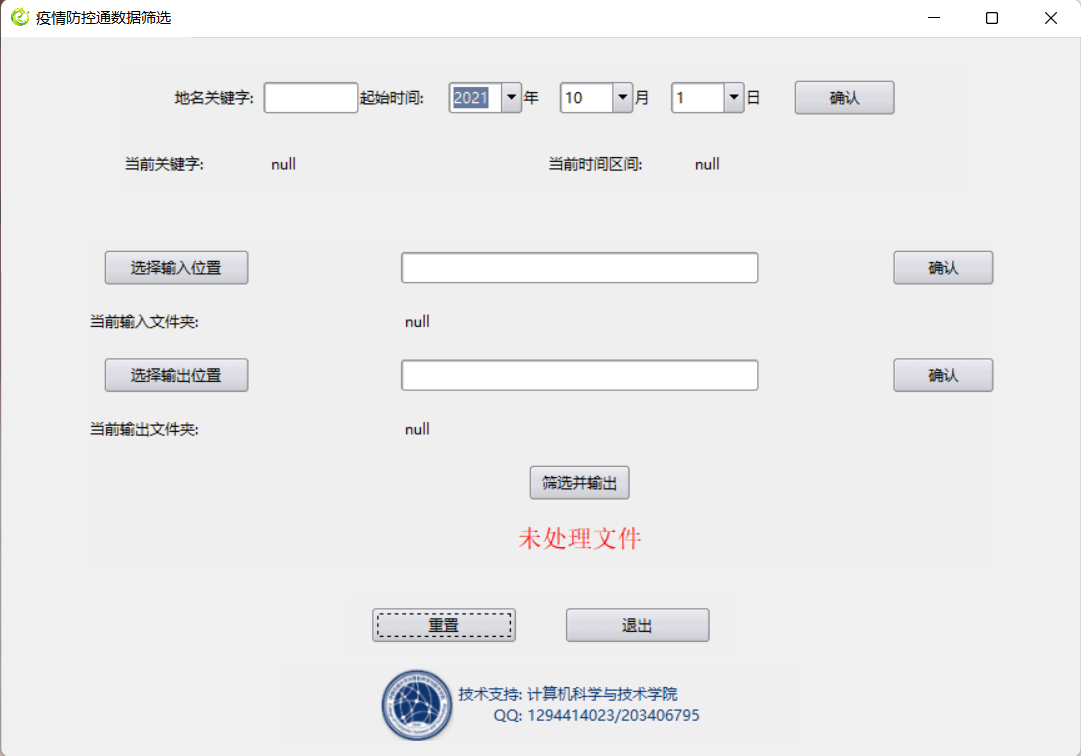 疫情防控通数据筛选
地名关键字: 起始时间: 2021 年 10 月 1 日 确认
当前关键字: null 当前时间区间: null
选择输入位置 确认
当前输入文件夹: null
选择输出位置 确认
当前输出文件夹: null
筛选并输出
未处理文件
重置 退出
技术支持: 计算机科学与技术学院
QQ: 1294414023/203406795